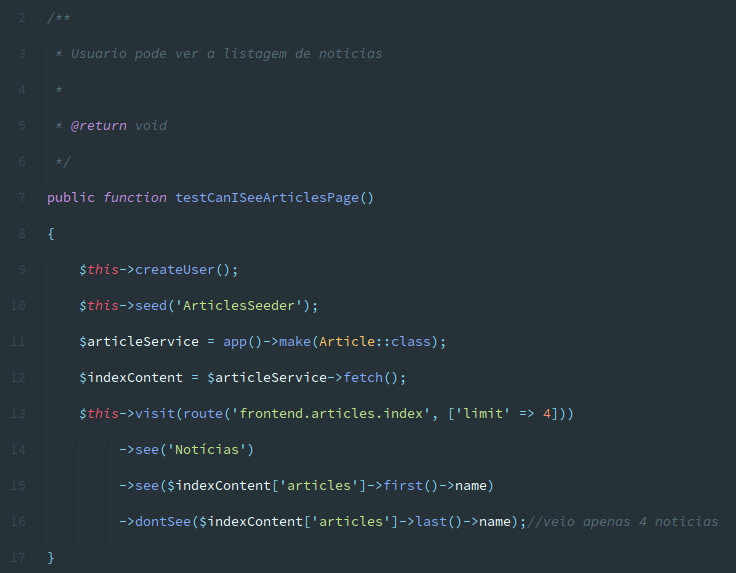 2 /**
3 * Usuario pode ver a listagem de noticias
4 *
5 * @return void
6 */
7 public function testCanISeeArticlesPage()
8 {
9 $this->createUser();
10 $this->seed('ArticlesSeeder');
11 $articleService = app()->make(Article::class);
12 $indexContent = $articleService->fetch();
13 $this->visit(route('frontend.articles.index', ['limit' => 4]))
14 ->see('Notícias')
15 ->see($indexContent['articles']->first()->name)
16 ->dontSee($indexContent['articles']->last()->name);//veio apenas 4 noticias
17 }